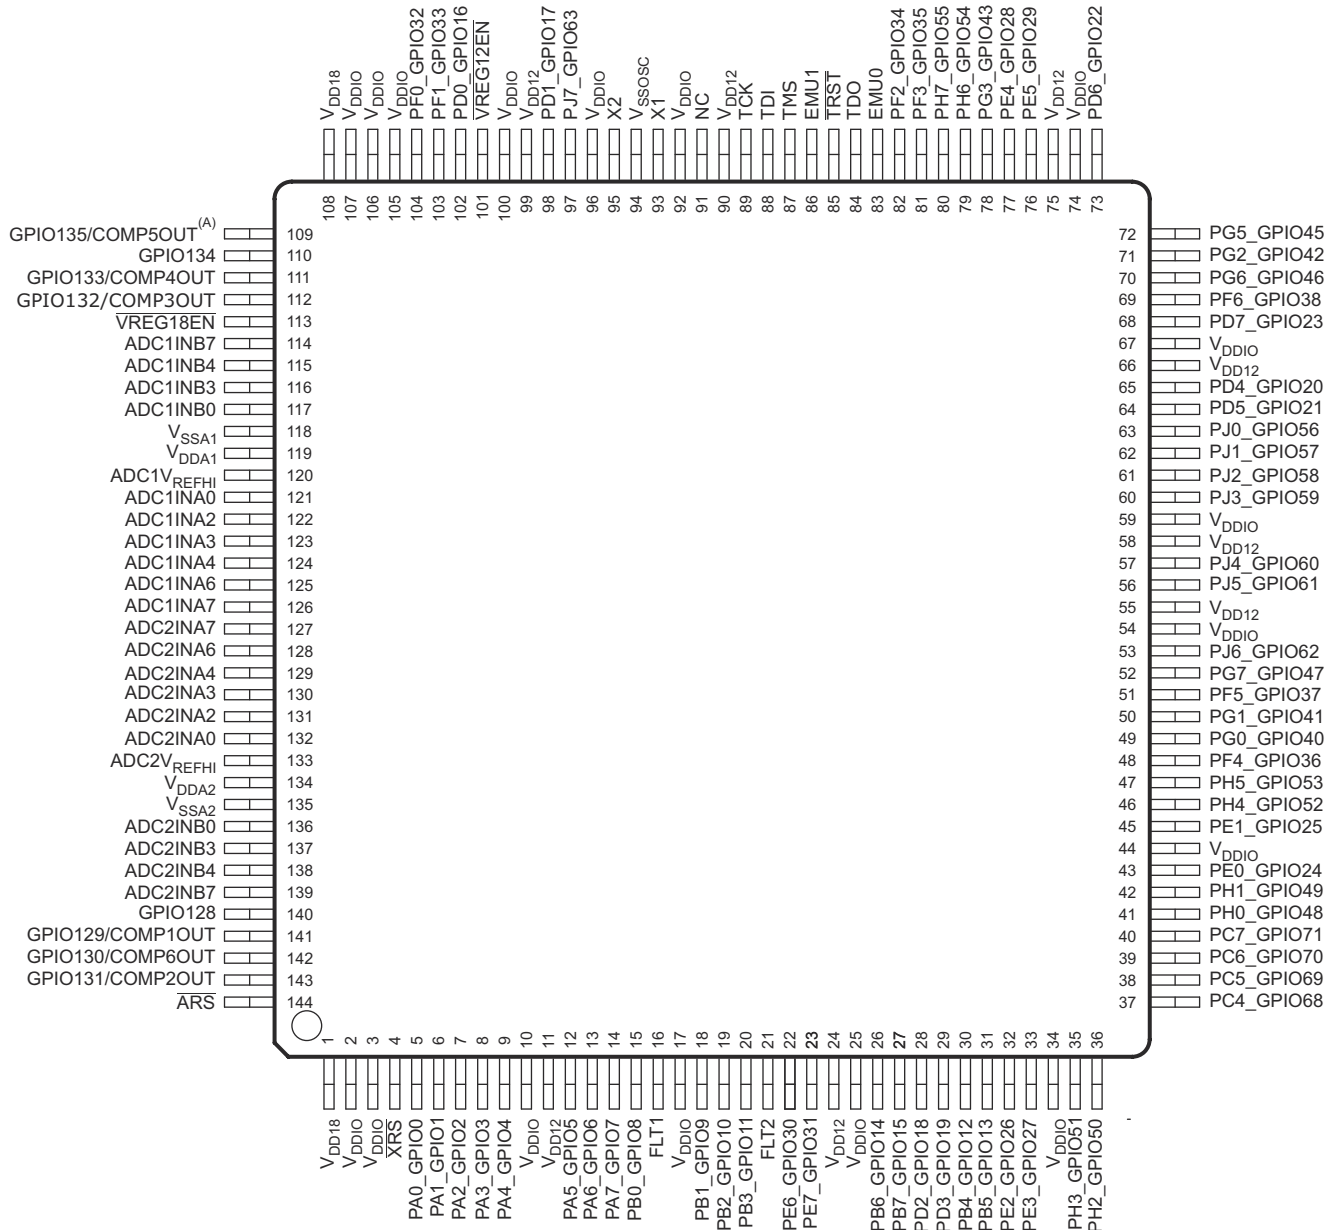 VDD18
VDDIO
VDDIO
VDDIO
PF0_GPIO32
PF1_GPIO33
PD0_GPIO16
VREG12EN
VDDIO
VDD12
PD1_GPIO17
PJ7_GPIO63
VDDIO
X2
VSSOSC
X1
VDDIO
NC
VDD12
TCK
TDI
TMS
EMU1
TRST
TDO
EMU0
PF2_GPIO34
PF3_GPIO35
PH7_GPIO55
PH6_GPIO54
PG3_GPIO43
PE4_GPIO28
PE5_GPIO29
VDD12
VDDIO
PD6_GPIO22
108
107
106
105
104
103
102
101
100
99
98
97
96
95
94
93
92
91
90
89
88
87
86
85
84
83
82
81
80
79
78
77
76
75
74
73
GPIO135/COMP5OUT(A) 109
GPIO134 110
GPIO133/COMP4OUT 111
GPIO132/COMP3OUT 112
VREG18EN 113
ADC1INB7 114
ADC1INB4 115
ADC1INB3 116
ADC1INB0 117
VSSA1 118
VDDA1 119
ADC1VREFHI 120
ADC1INA0 121
ADC1INA2 122
ADC1INA3 123
ADC1INA4 124
ADC1INA6 125
ADC1INA7 126
ADC2INA7 127
ADC2INA6 128
ADC2INA4 129
ADC2INA3 130
ADC2INA2 131
ADC2INA0 132
ADC2VREFHI 133
VDDA2 134
VSSA2 135
ADC2INB0 136
ADC2INB3 137
ADC2INB4 138
ADC2INB7 139
GPIO128 140
GPIO129/COMP1OUT 141
GPIO130/COMP6OUT 142
GPIO131/COMP2OUT 143
ARS 144
72 PG5_GPIO45
71 PG2_GPIO42
70 PG6_GPIO46
69 PF6_GPIO38
68 PD7_GPIO23
67 VDDIO
66 VDD12
65 PD4_GPIO20
64 PD5_GPIO21
63 PJ0_GPIO56
62 PJ1_GPIO57
61 PJ2_GPIO58
60 PJ3_GPIO59
59 VDDIO
58 VDD12
57 PJ4_GPIO60
56 PJ5_GPIO61
55 VDD12
54 VDDIO
53 PJ6_GPIO62
52 PG7_GPIO47
51 PF5_GPIO37
50 PG1_GPIO41
49 PG0_GPIO40
48 PF4_GPIO36
47 PH5_GPIO53
46 PH4_GPIO52
45 PE1_GPIO25
44 VDDIO
43 PE0_GPIO24
42 PH1_GPIO49
41 PH0_GPIO48
40 PC7_GPIO71
39 PC6_GPIO70
38 PC5_GPIO69
37 PC4_GPIO68
1
2
3
4
5
6
7
8
9
10
11
12
13
14
15
16
17
18
19
20
21
22
23
24
25
26
27
28
29
30
31
32
33
34
35
36
VDD18
VDDIO
VDDIO
XRS
PA0_GPIO0
PA1_GPIO1
PA2_GPIO2
PA3_GPIO3
PA4_GPIO4
VDDIO
VDD12
PA5_GPIO5
PA6_GPIO6
PA7_GPIO7
PB0_GPIO8
FLT1
VDDIO
PB1_GPIO9
PB2_GPIO10
PB3_GPIO11
FLT2
PE6_GPIO30
PE7_GPIO31
VDD12
VDDIO
PB6_GPIO14
PB7_GPIO15
PD2_GPIO18
PD3_GPIO19
PB4_GPIO12
PB5_GPIO13
PE2_GPIO26
PE3_GPIO27
VDDIO
PH3_GPIO51
PH2_GPIO50
-